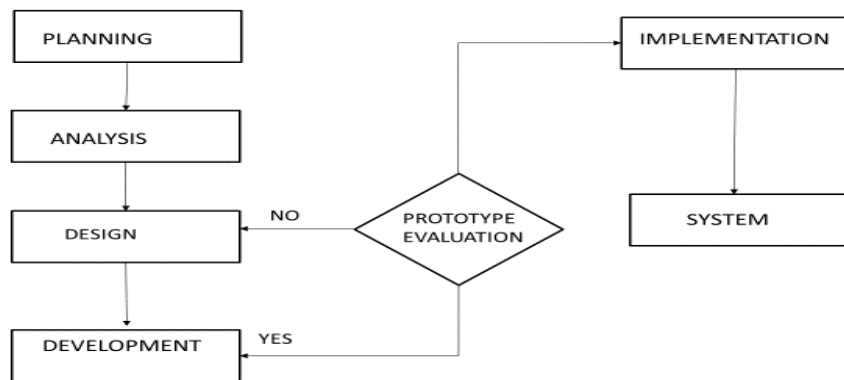 PLANNING
ANALYSIS
DESIGN
DEVELOPMENT
NO
YES
PROTOTYPE
EVALUATION
IMPLEMENTATION
SYSTEM